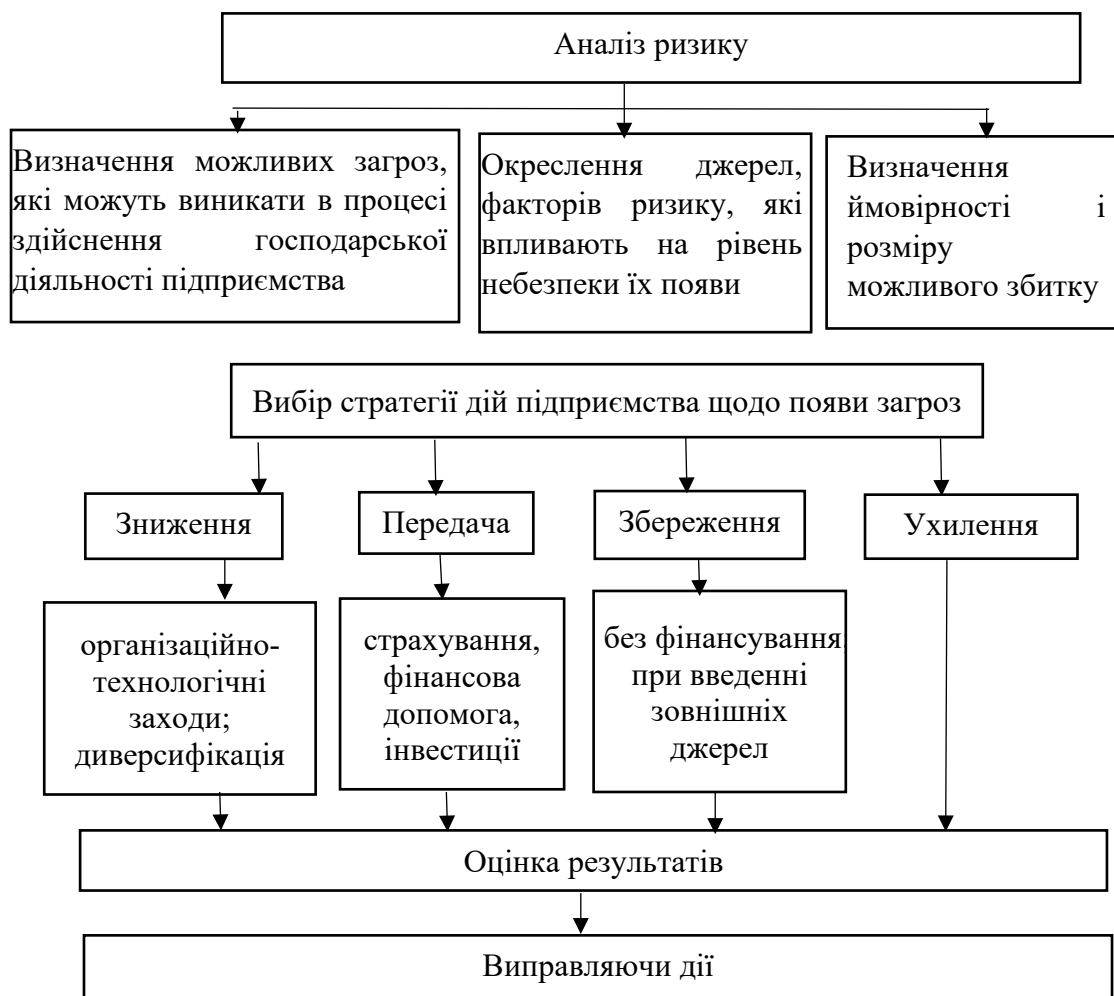 Аналіз ризику
Визначення можливих загроз,
які можуть виникати в процесі
здійснення господарської
діяльності підприємства
Окреслення джерел,
факторів ризику, які
впливають на рівень
небезпеки їх появи
Визначення
ймовірності і
розміру
можливого збитку
Вибір стратегії дій підприємства щодо появи загроз
Зниження
Передача
Збереження
Ухилення
організаційно-
технологічні
заходи;
диверсифікація
страхування,
фінансова
допомога,
інвестиції
без фінансування;
при введенні
зовнішніх
джерел
Оцінка результатів
Виправляючи дії